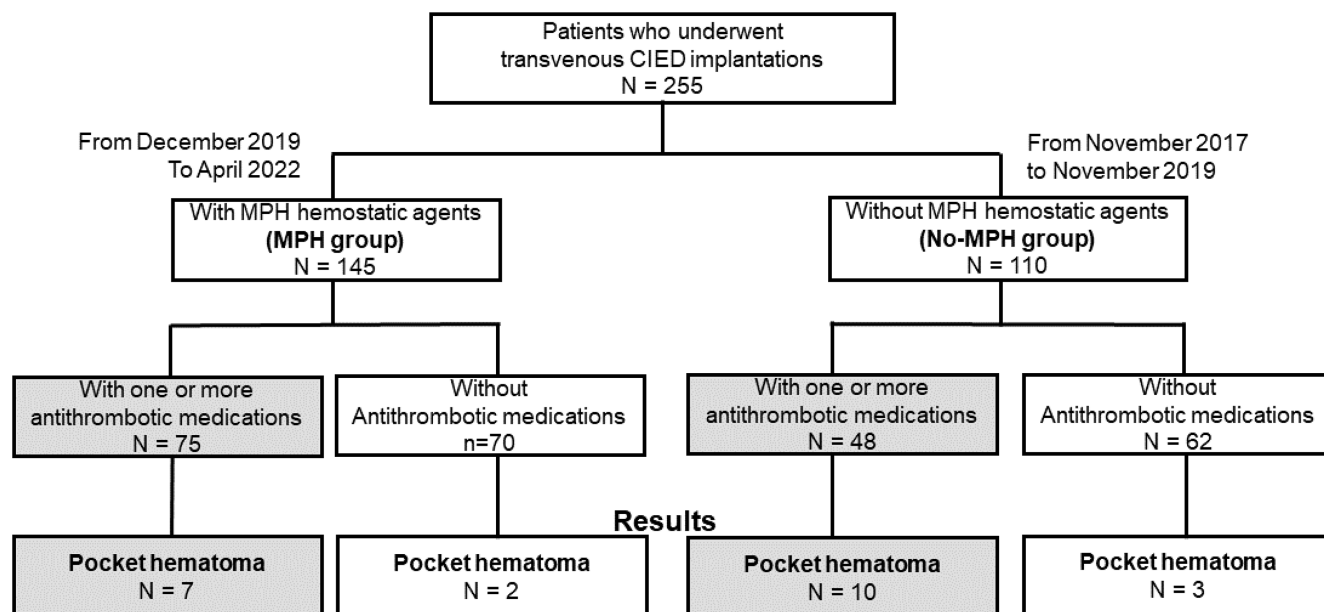 Patients who underwent
transvenous CIED implantations
N = 255
From December 2019
To April 2022
From November 2017
to November 2019
With MPH hemostatic agents
(MPH group)
N = 145
Without MPH hemostatic agents
(No-MPH group)
N = 110
With one or more
antithrombotic medications
N = 75
Without
Antithrombotic medications
n=70
With one or more
antithrombotic medications
N = 48
Without
Antithrombotic medications
N = 62
Results
Pocket hematoma
N = 7
Pocket hematoma
N = 2
Pocket hematoma
N = 10
Pocket hematoma
N = 3